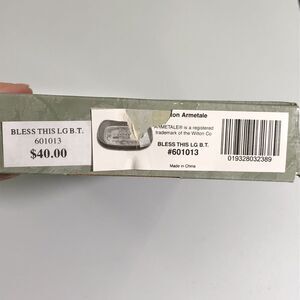 BLESS THIS LG B.T.
601013
$40.00
ton Armetale
ARMETALE® is a registered
trademark of the Wilton Co
BLESS THIS LG B.T.
#601013
Made in China
019328032389